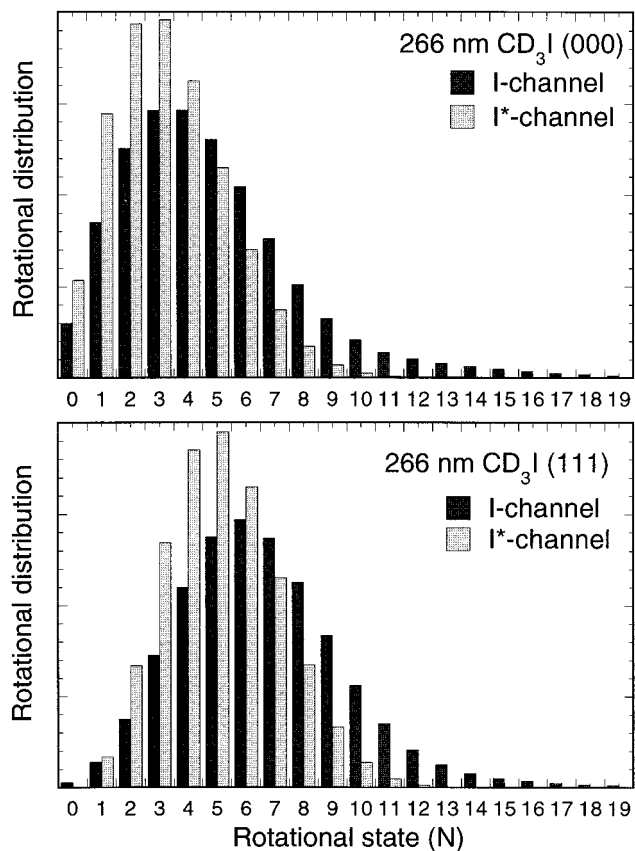 266 nm CD3I (000)
I-channel
I*-channel
Rotational distribution
0 1 2 3 4 5 6 7 8 9 10 11 12 13 14 15 16 17 18 19
266 nm CD3I (111)
I-channel
I*-channel
Rotational distribution
0 1 2 3 4 5 6 7 8 9 10 11 12 13 14 15 16 17 18 19
Rotational state (N)